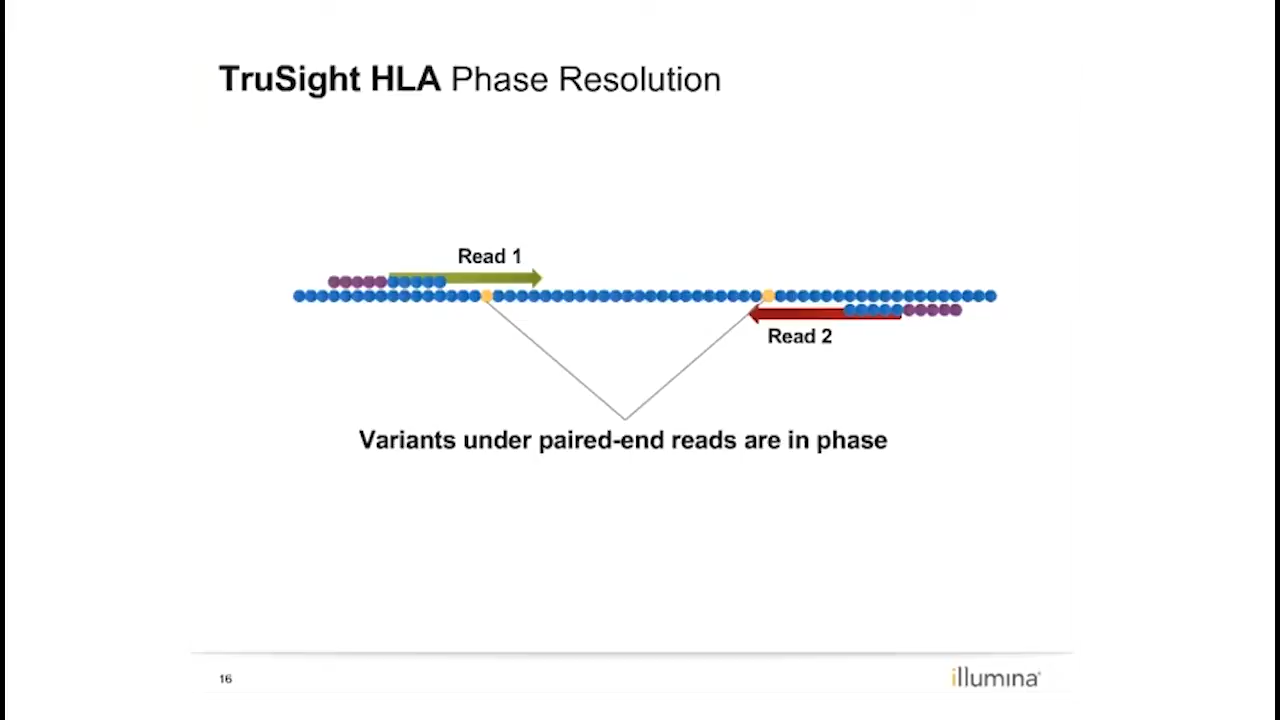 TruSight HLA Phase Resolution
Read 1
Read 2
Variants under paired-end reads are in phase
16
illumina